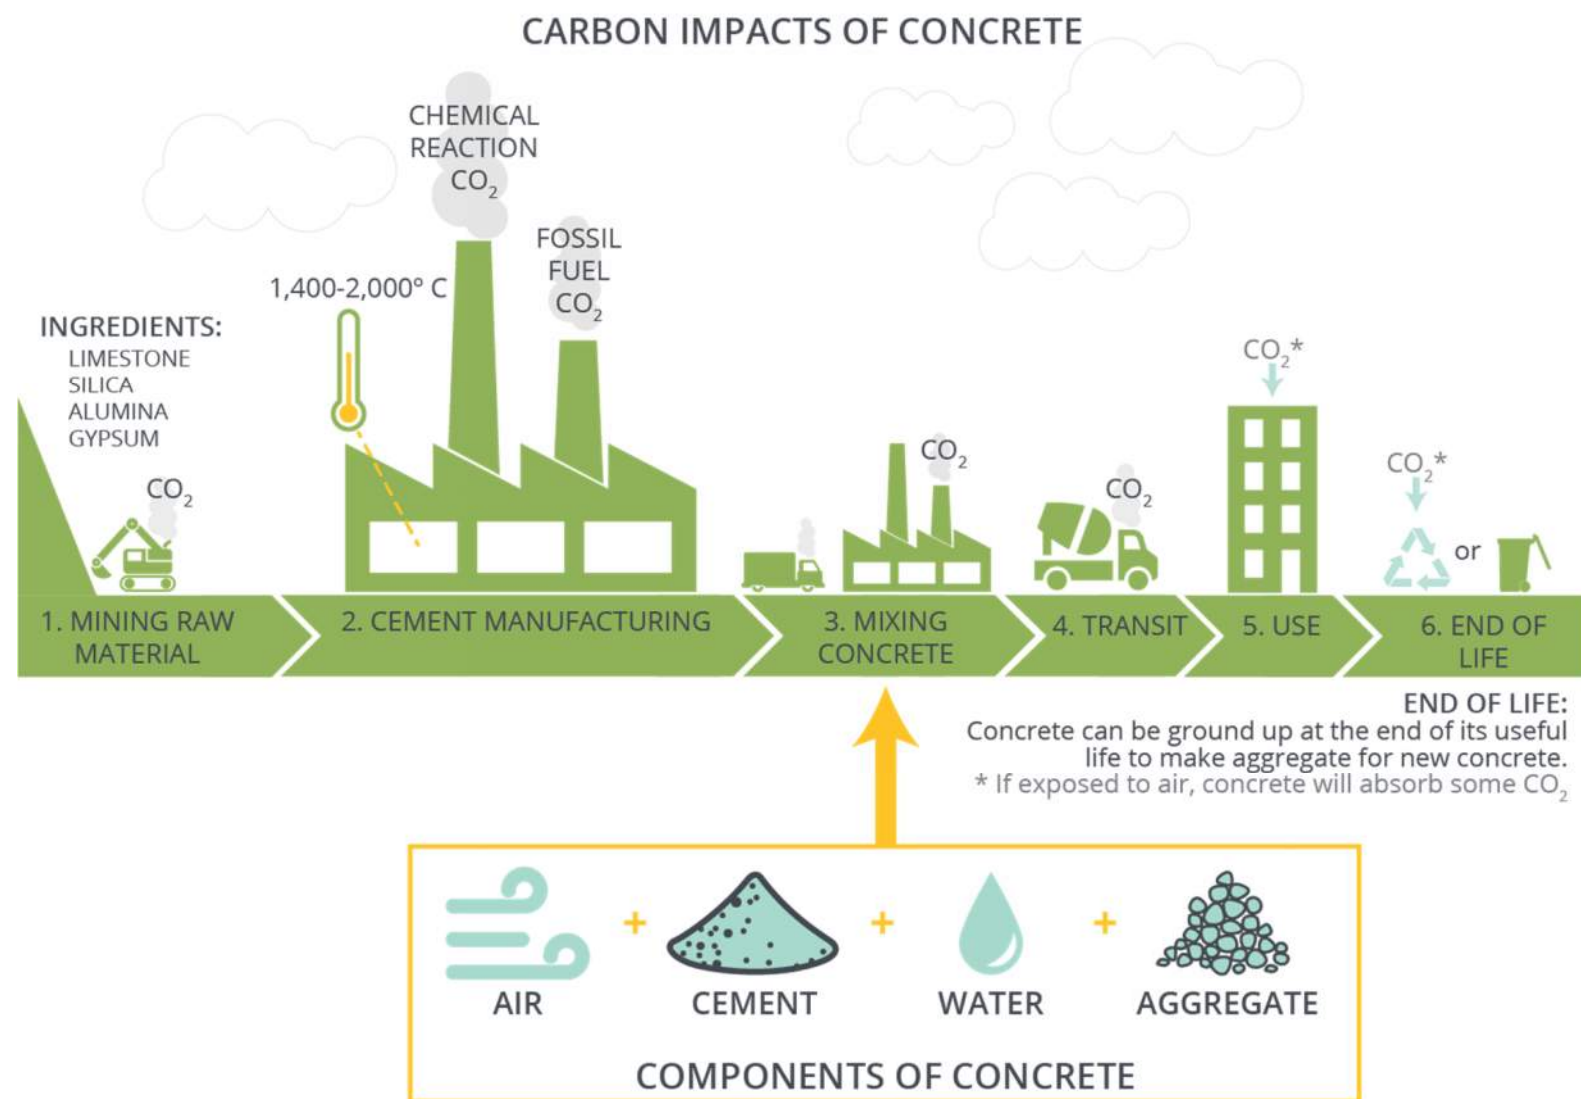 CARBON IMPACTS OF CONCRETE
CHEMICAL
REACTION
CO₂
FOSSIL
FUEL
CO₂
1,400-2,000º C
INGREDIENTS:
LIMESTONE
SILICA
ALUMINA
GYPSUM
CO₂
CO₂
CO₂
CO₂*
CO₂*
or
1. MINING RAW
MATERIAL
2. CEMENT MANUFACTURING
3. MIXING
CONCRETE
4. TRANSIT
5. USE
6. END OF
LIFE
END OF LIFE:
Concrete can be ground up at the end of its useful
life to make aggregate for new concrete.
* If exposed to air, concrete will absorb some CO₂
+
+
+
AIR
CEMENT
WATER
AGGREGATE
COMPONENTS OF CONCRETE